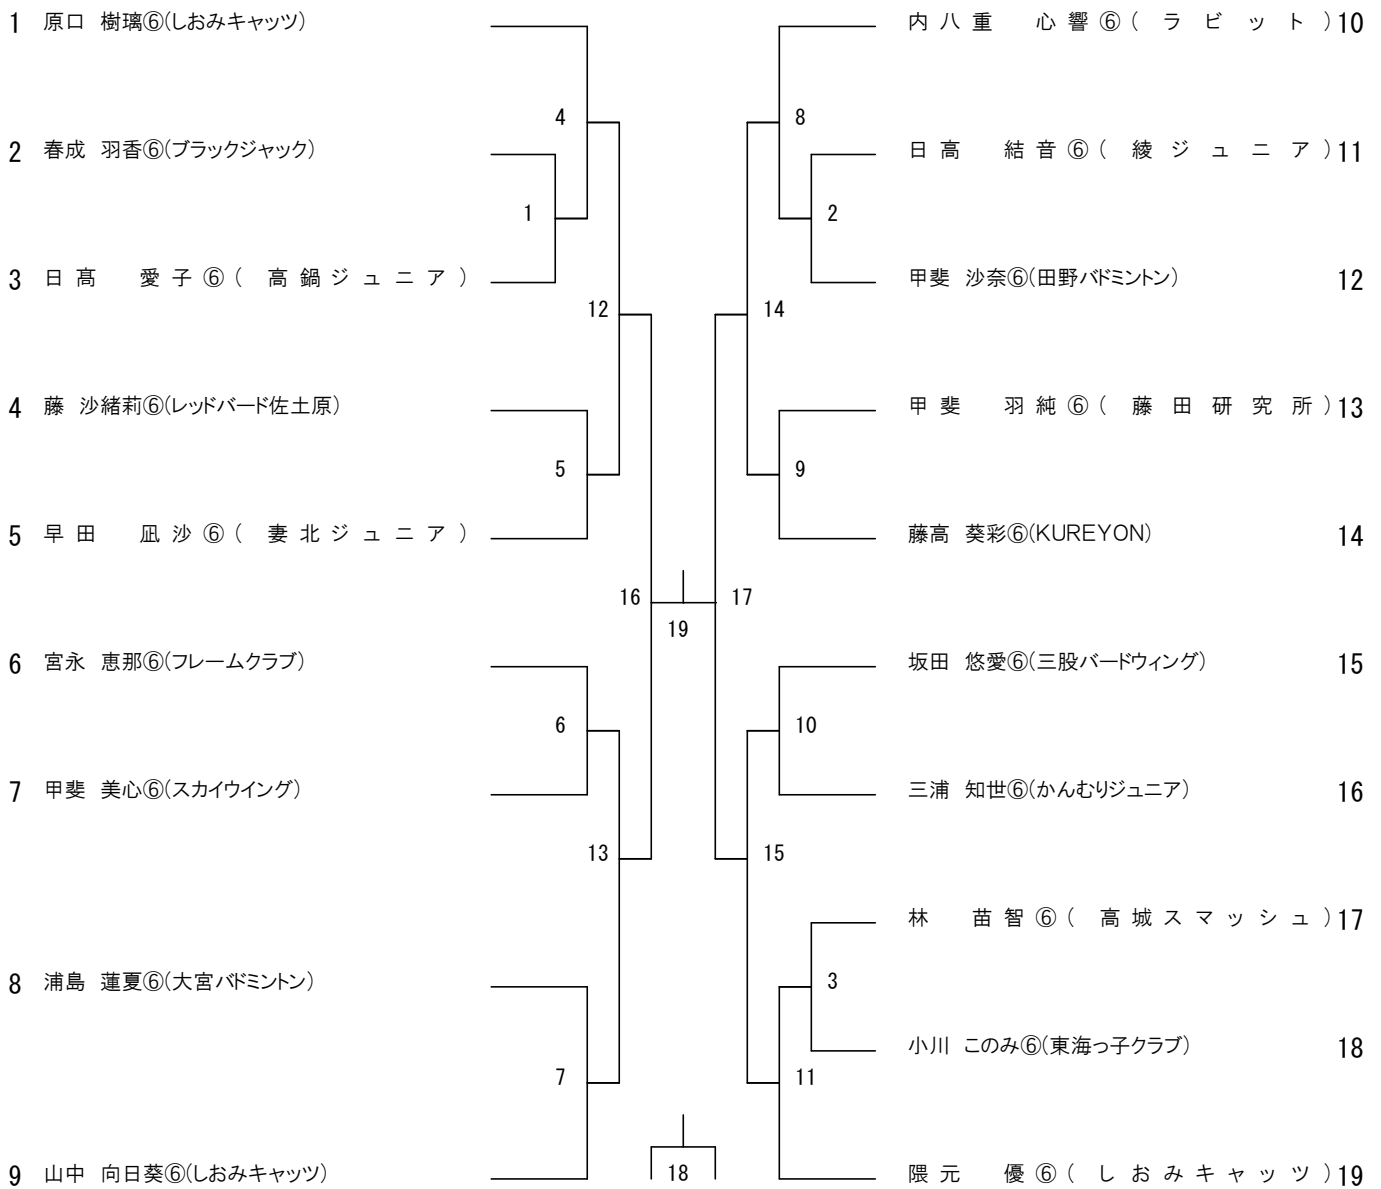 1 原口 樹璃⑥(しおみキャッツ)
2 春成 羽香⑥(ブラックジャック)
3 日髙 愛子⑥(高鍋ジュニア)
4 藤 沙緒莉⑥(レッドバード佐土原)
5 早田 凪沙⑥(妻北ジュニア)
6 宮永 恵那⑥(フレームクラブ)
7 甲斐 美心⑥(スカイウイング)
8 浦島 蓮夏⑥(大宮バドミントン)
9 山中 向日葵⑥(しおみキャッツ)
4
1
12
5
16
6
13
7
19
18
8
2
14
9
17
10
15
3
11
内八重 心響⑥(ラビット) 10
日高 結音⑥(綾ジュニア) 11
甲斐 沙奈⑥(田野バドミントン) 12
甲斐 羽純⑥(藤田研究所) 13
藤高 葵彩⑥(KUREYON) 14
坂田 悠愛⑥(三股バードウィング) 15
三浦 知世⑥(かんむりジュニア) 16
林 苗智⑥(高城スマッシュ) 17
小川 このみ⑥(東海っ子クラブ) 18
隈元 優⑥(しおみキャッツ) 19